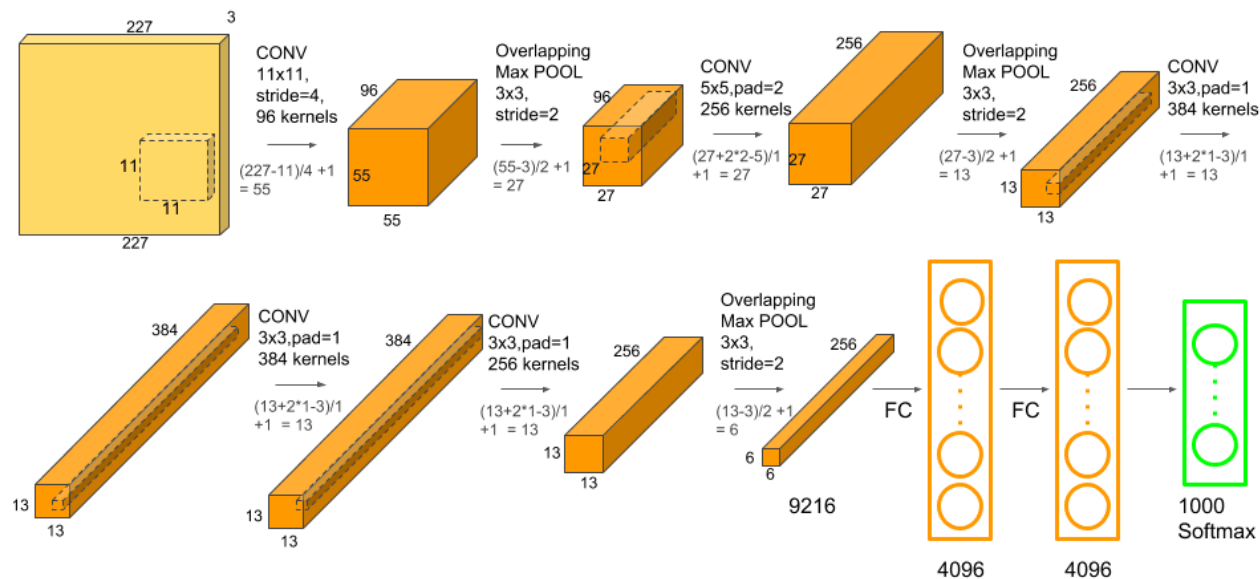 227
3
CONV
11x11,
stride=4,
96 kernels
(227-11)/4 +1
= 55
11
11
227
96
55
55
Overlapping
Max POOL
3x3,
stride=2
(55-3)/2 +1
= 27
96
27
27
CONV
5x5,pad=2
256 kernels
(27+2*2-5)/1
+1 = 27
256
27
27
Overlapping
Max POOL
3x3,
stride=2
(27-3)/2 +1
= 13
256
13
13
CONV
3x3,pad=1
384 kernels
(13+2*1-3)/1
+1 = 13
384
13
13
CONV
3x3,pad=1
384 kernels
(13+2*1-3)/1
+1 = 13
384
13
13
CONV
3x3,pad=1
256 kernels
(13+2*1-3)/1
+1 = 13
256
13
13
Overlapping
Max POOL
3x3,
stride=2
(13-3)/2 +1
= 6
256
6
6
9216
FC
4096
FC
4096
1000
Softmax